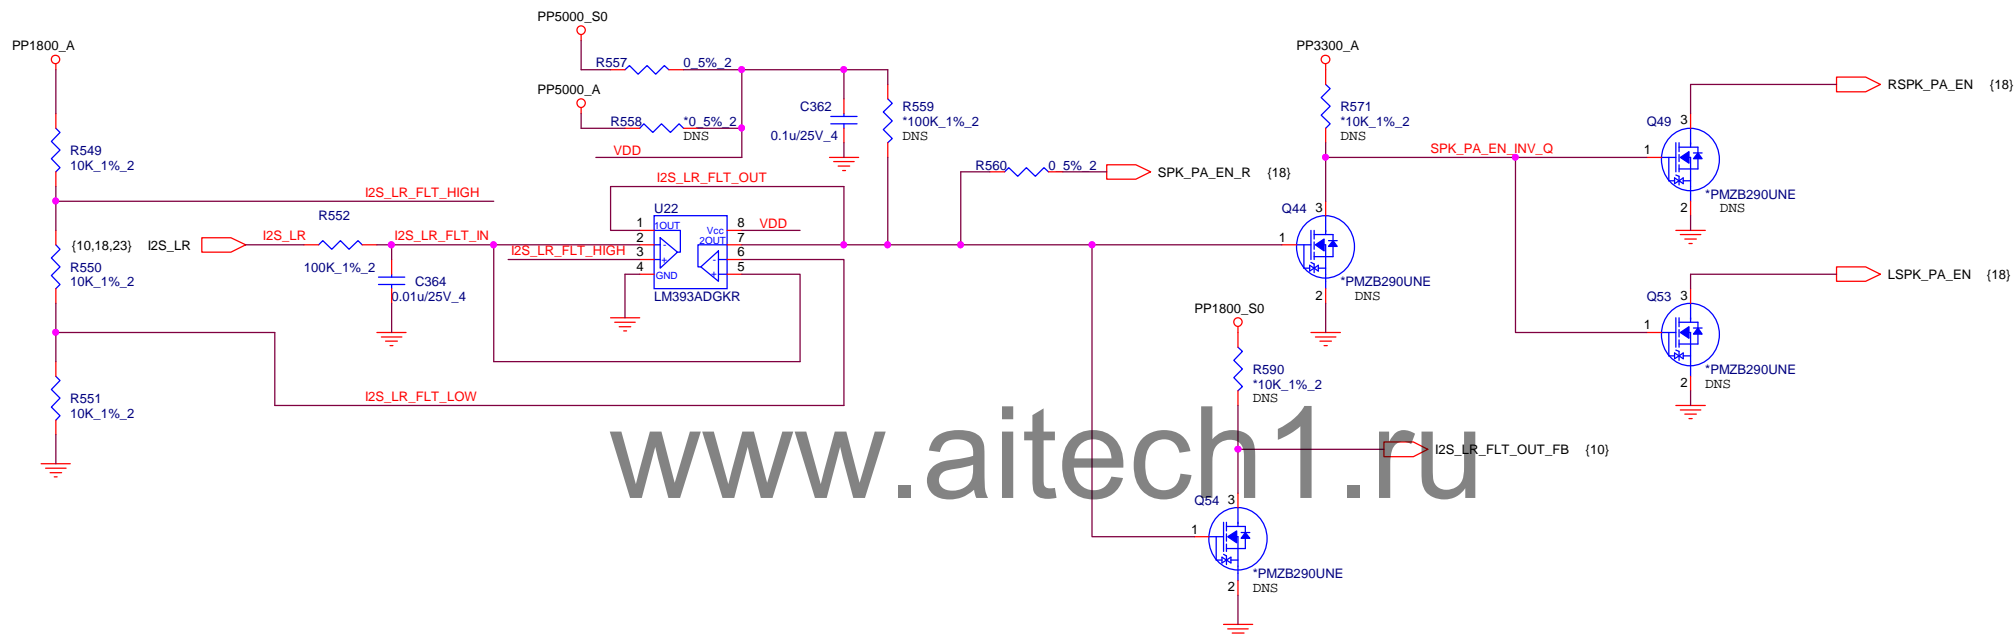 PP5000_S0
PP1800_A
PP3300_A
R557
0_5%_2
PP5000_A
R558
*0_5%_2
DNS
VDD
C362
0.1u/25V_4
R559
*100K_1%_2
DNS
R571
*10K_1%_2
DNS
RSPK_PA_EN {18}
Q49
3
1
2
*PMZB290UNE
DNS
SPK_PA_EN_INV_Q
R549
10K_1%_2
I2S_LR_FLT_HIGH
I2S_LR_FLT_OUT
R560
0_5%_2
SPK_PA_EN_R {18}
U22
R552
{10,18,23} I2S_LR
I2S_LR
I2S_LR_FLT_IN
I2S_LR_FLT_HIGH
100K_1%_2
C364
0.01u/25V_4
R550
10K_1%_2
1
2
3
4
1OUT
-
+
GND
Vcc
2OUT
-
+
8
7
6
5
VDD
LM393ADGKR
Q44
3
1
2
*PMZB290UNE
DNS
LSPK_PA_EN {18}
Q53
3
1
2
*PMZB290UNE
DNS
PP1800_S0
R590
*10K_1%_2
DNS
R551
10K_1%_2
I2S_LR_FLT_LOW
www.aitech1.ru
I2S_LR_FLT_OUT_FB {10}
Q54
3
1
2
*PMZB290UNE
DNS